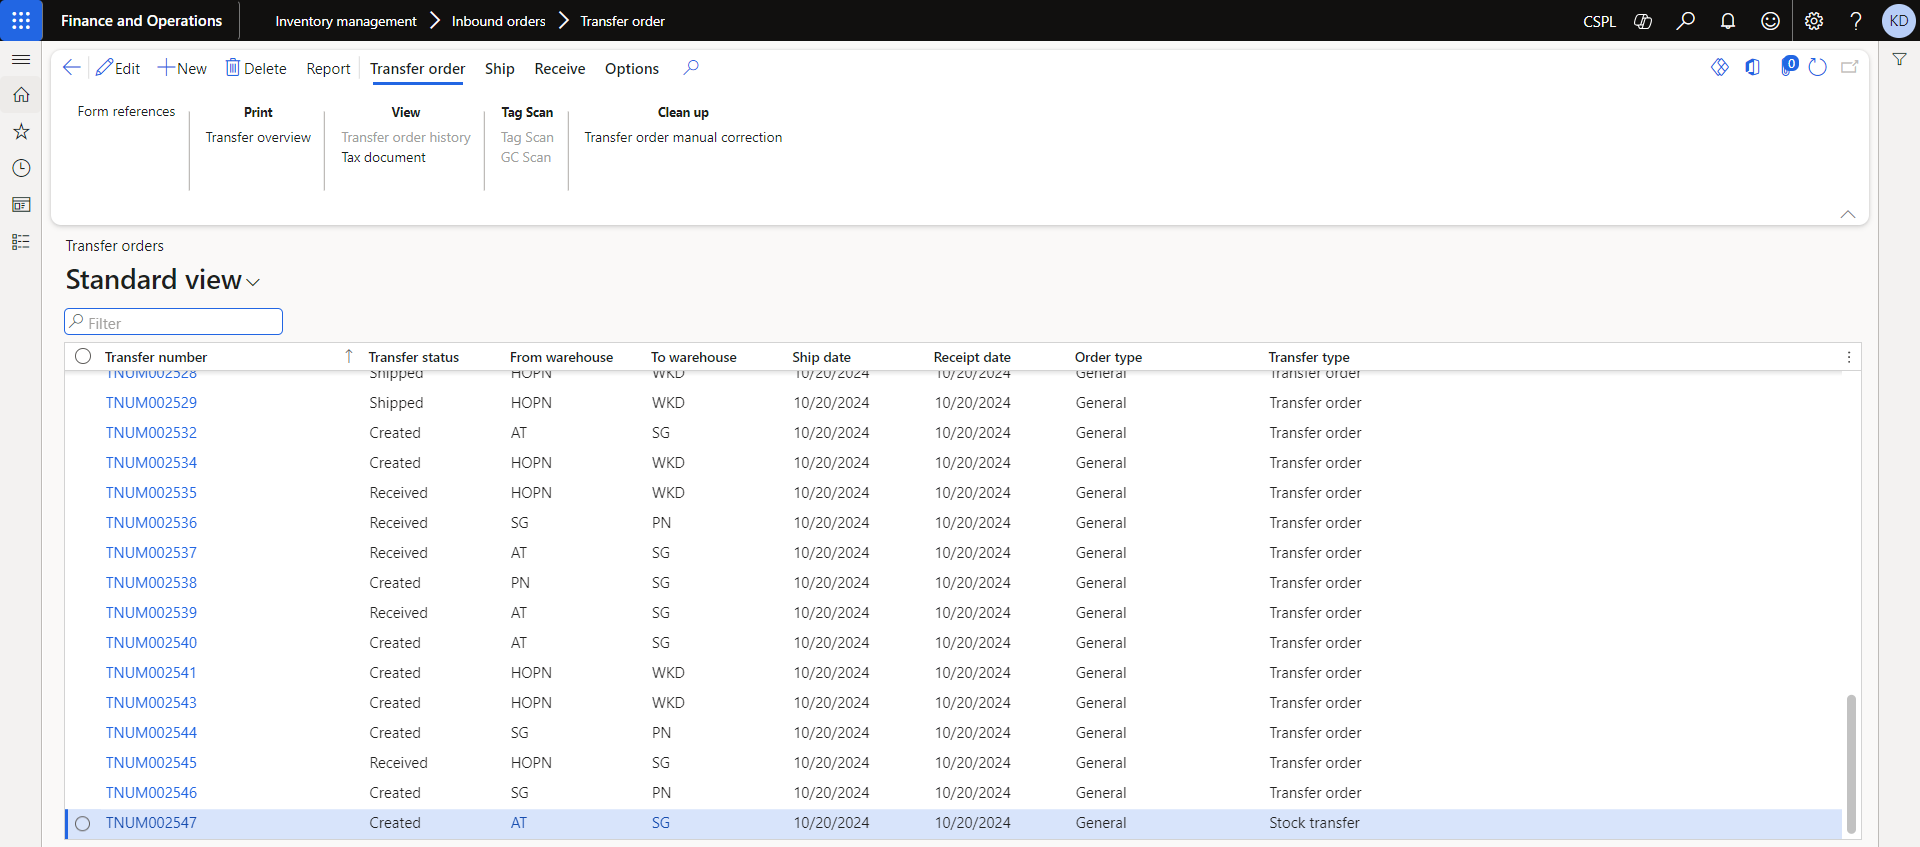 Finance and Operations Inventory management Inbound orders Transfer order CSPL KD
Edit New Delete Report Transfer order Ship Receive Options 0
Form references Print View Tag Scan Clean up
Transfer overview Transfer order history Tag Scan Transfer order manual correction
Tax document GC Scan
Transfer orders
Standard view
Filter
Transfer number Transfer status From warehouse To warehouse Ship date Receipt date Order type Transfer type
TNUM002528 Shipped HOPN WKD 10/20/2024 10/20/2024 General Transfer order
TNUM002529 Shipped HOPN WKD 10/20/2024 10/20/2024 General Transfer order
TNUM002532 Created AT SG 10/20/2024 10/20/2024 General Transfer order
TNUM002534 Created HOPN WKD 10/20/2024 10/20/2024 General Transfer order
TNUM002535 Received HOPN WKD 10/20/2024 10/20/2024 General Transfer order
TNUM002536 Received SG PN 10/20/2024 10/20/2024 General Transfer order
TNUM002537 Received AT SG 10/20/2024 10/20/2024 General Transfer order
TNUM002538 Created PN SG 10/20/2024 10/20/2024 General Transfer order
TNUM002539 Received AT SG 10/20/2024 10/20/2024 General Transfer order
TNUM002540 Created AT SG 10/20/2024 10/20/2024 General Transfer order
TNUM002541 Created HOPN WKD 10/20/2024 10/20/2024 General Transfer order
TNUM002543 Created HOPN WKD 10/20/2024 10/20/2024 General Transfer order
TNUM002544 Created SG PN 10/20/2024 10/20/2024 General Transfer order
TNUM002545 Received HOPN SG 10/20/2024 10/20/2024 General Transfer order
TNUM002546 Created SG PN 10/20/2024 10/20/2024 General Transfer order
TNUM002547 Created AT SG 10/20/2024 10/20/2024 General Stock transfer